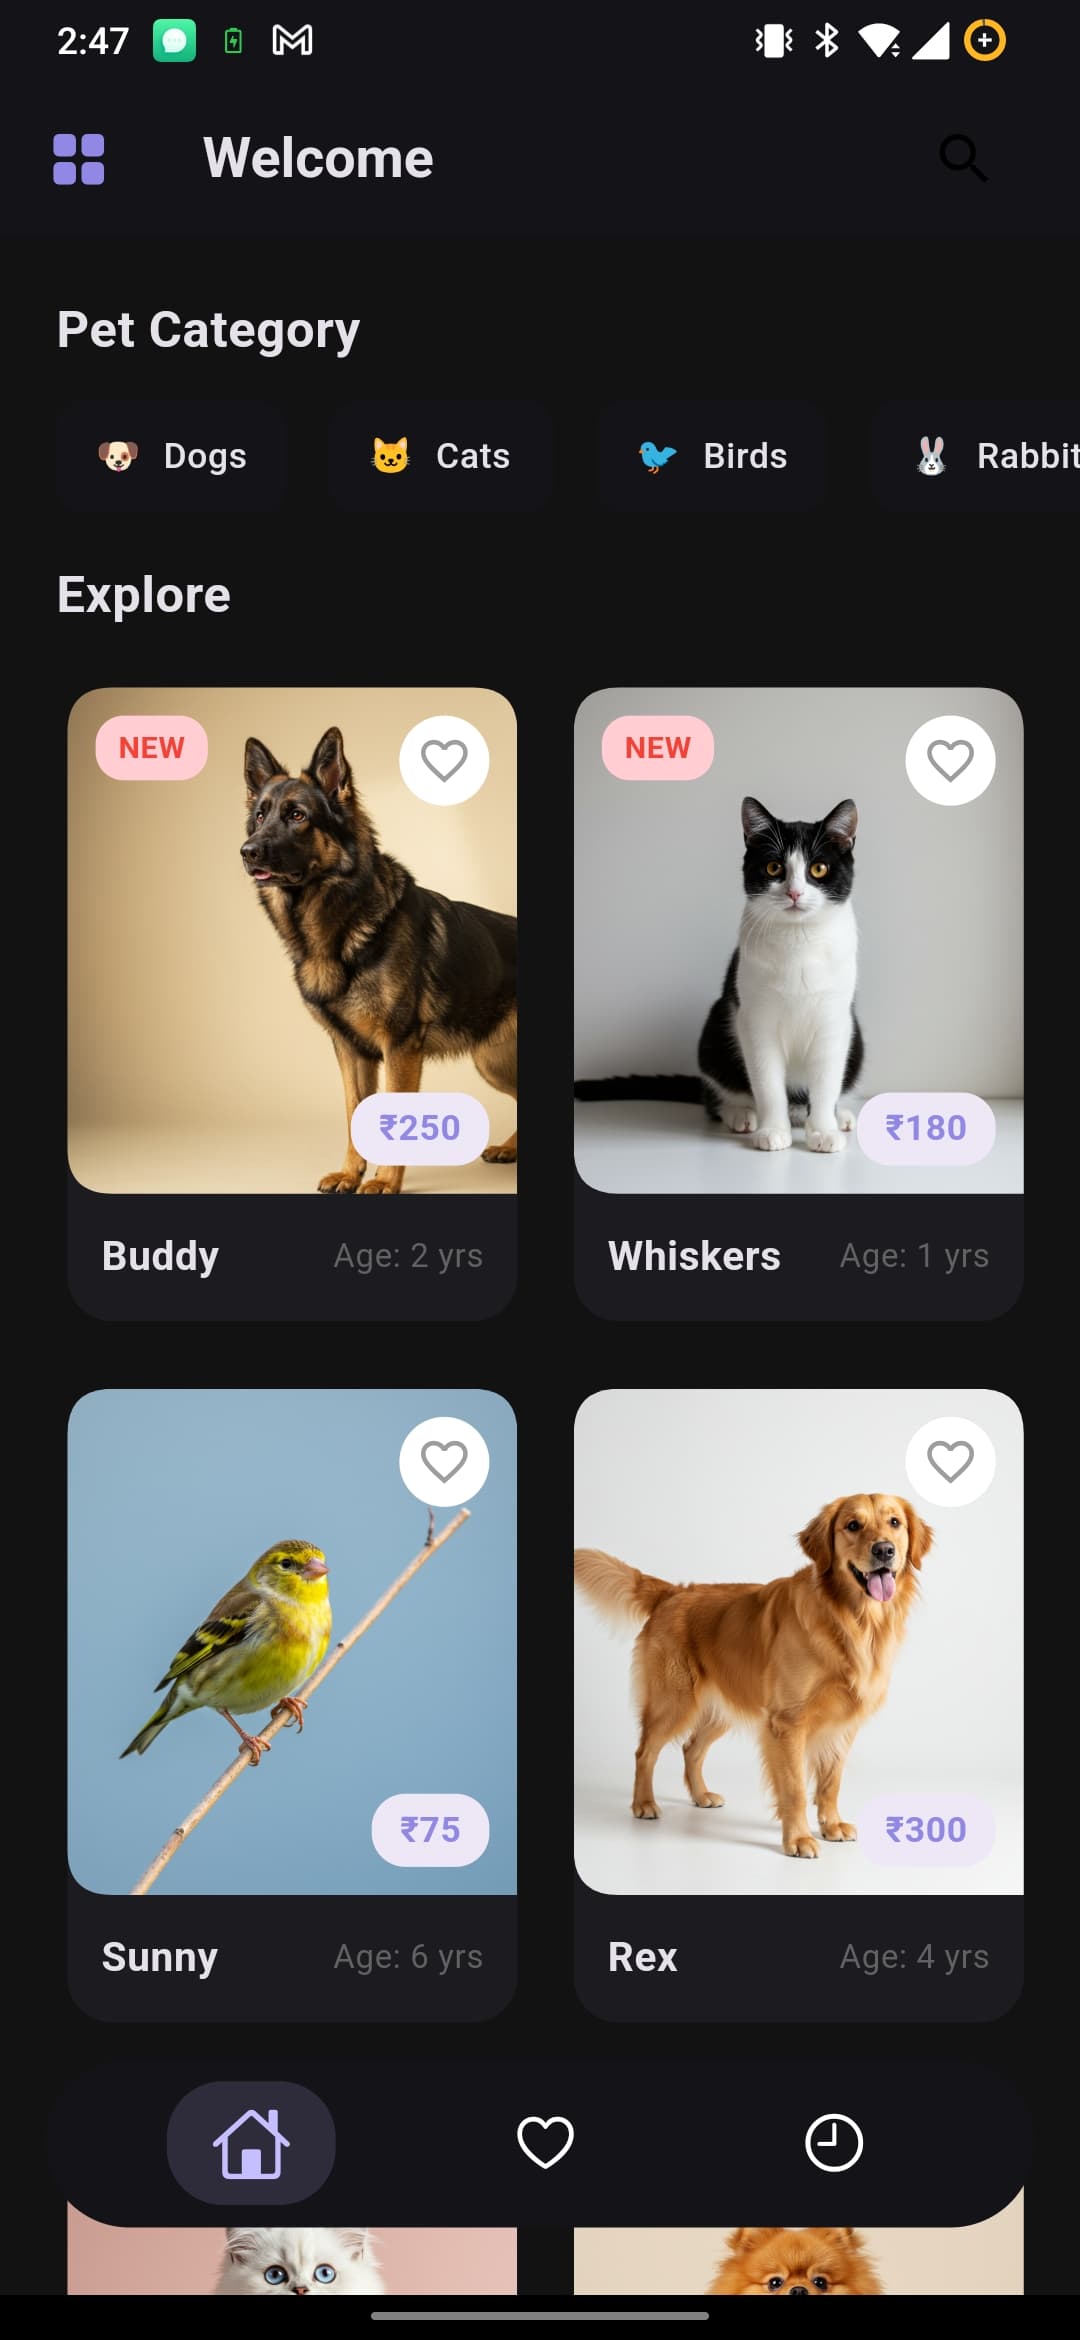 2:47
Welcome
Pet Category
Dogs
Cats
Birds
Rabbit
Explore
NEW
NEW
₹250
₹180
Buddy
Age: 2 yrs
Whiskers
Age: 1 yrs
₹75
₹300
Sunny
Age: 6 yrs
Rex
Age: 4 yrs